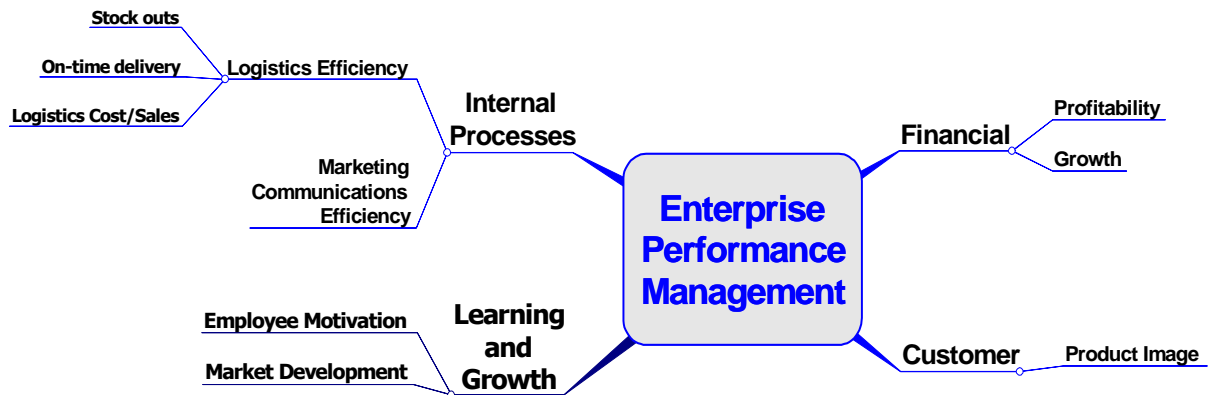 Stock outs
On-time delivery
Logistics Efficiency
Logistics Cost/Sales
Internal
Processes
Marketing
Communications
Efficiency
Learning
and
Growth
Employee Motivation
Market Development
Enterprise
Performance
Management
Financial
Profitability
Growth
Customer
Product Image